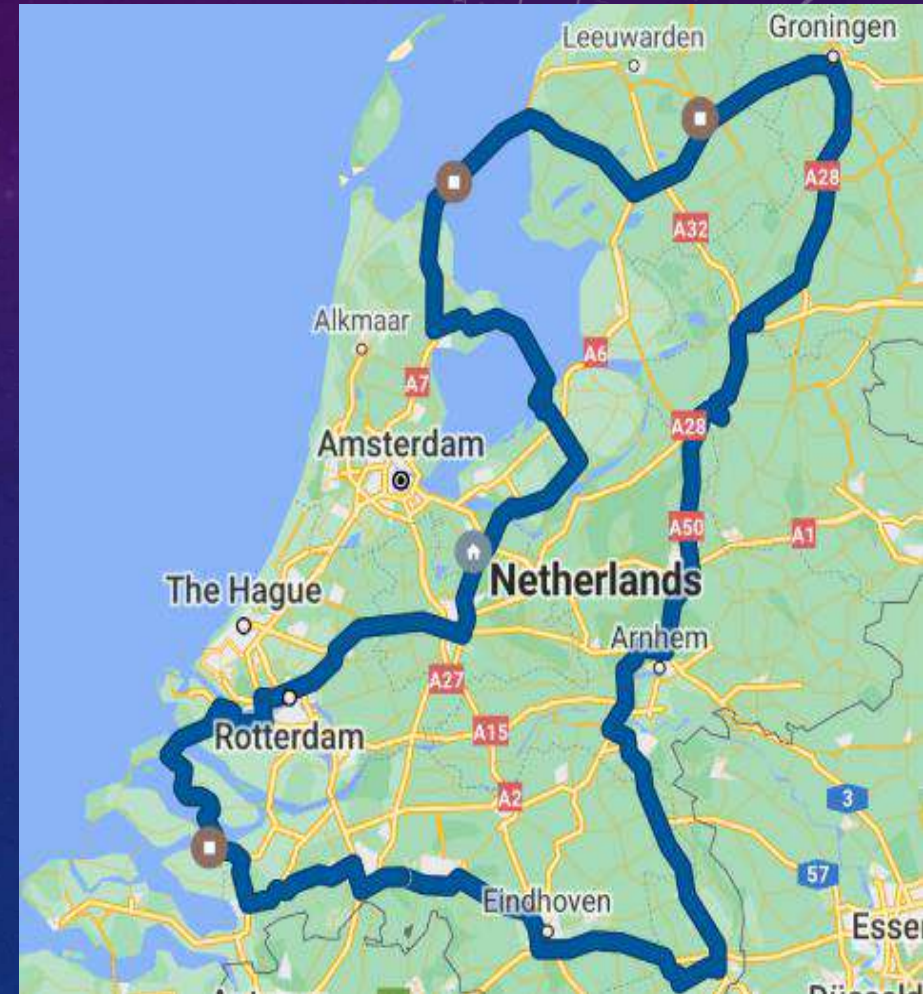 Groningen
Leeuwarden
A28
A32
Alkmaar
A6
A7
A28
Amsterdam
A50
A1
Netherlands
The Hague
Arnhem
A27
Rotterdam
A15
A2
3
57
Eindhoven
Esse